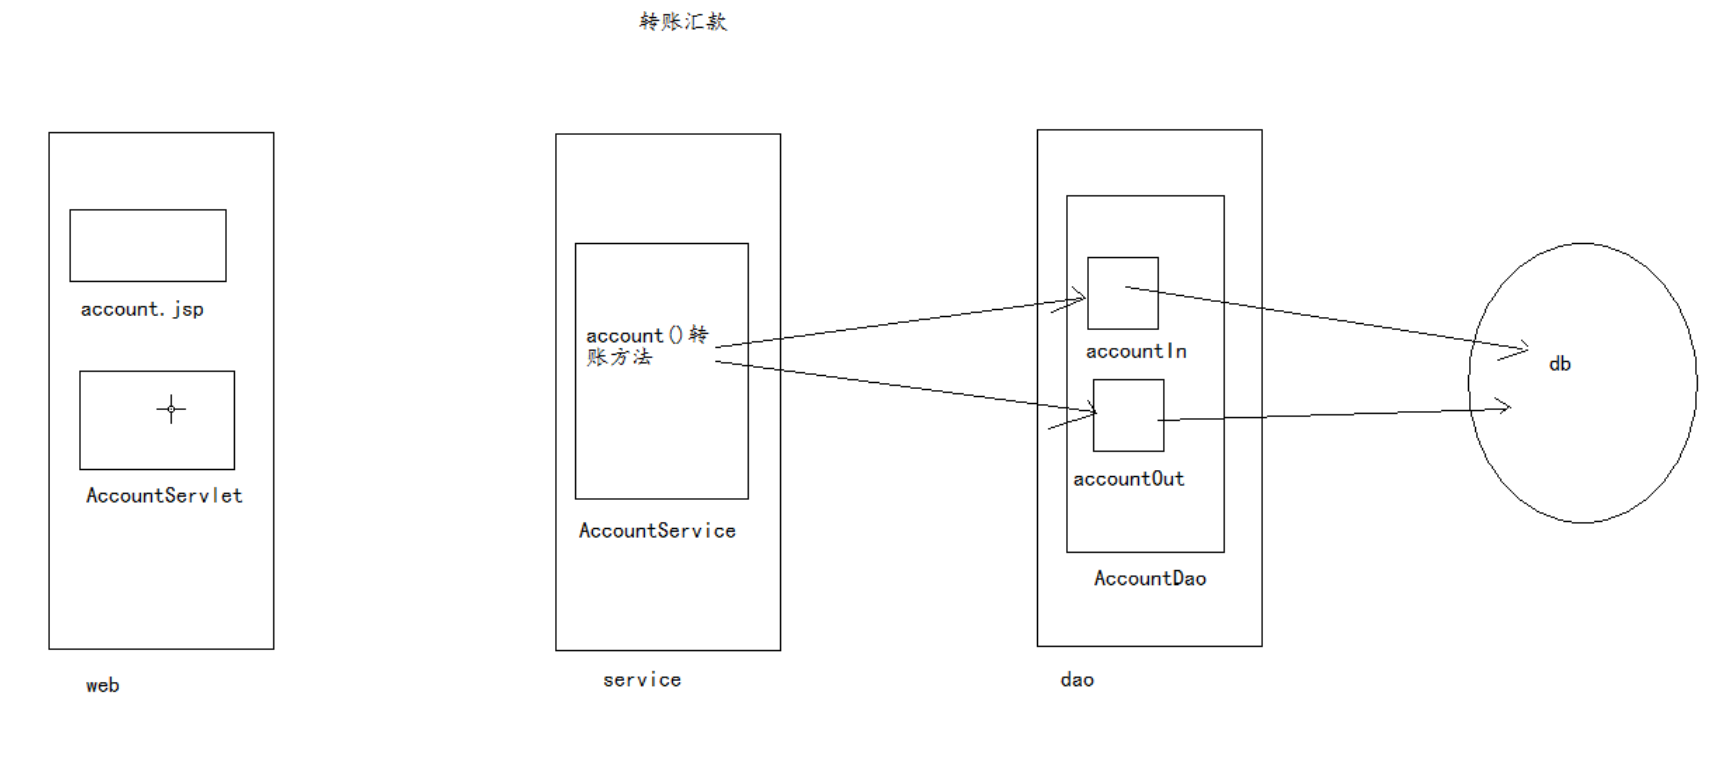 转账汇款
account.jsp
AccountServlet
web
account()转
账方法
AccountService
service
accountIn
accountOut
AccountDao
dao
db